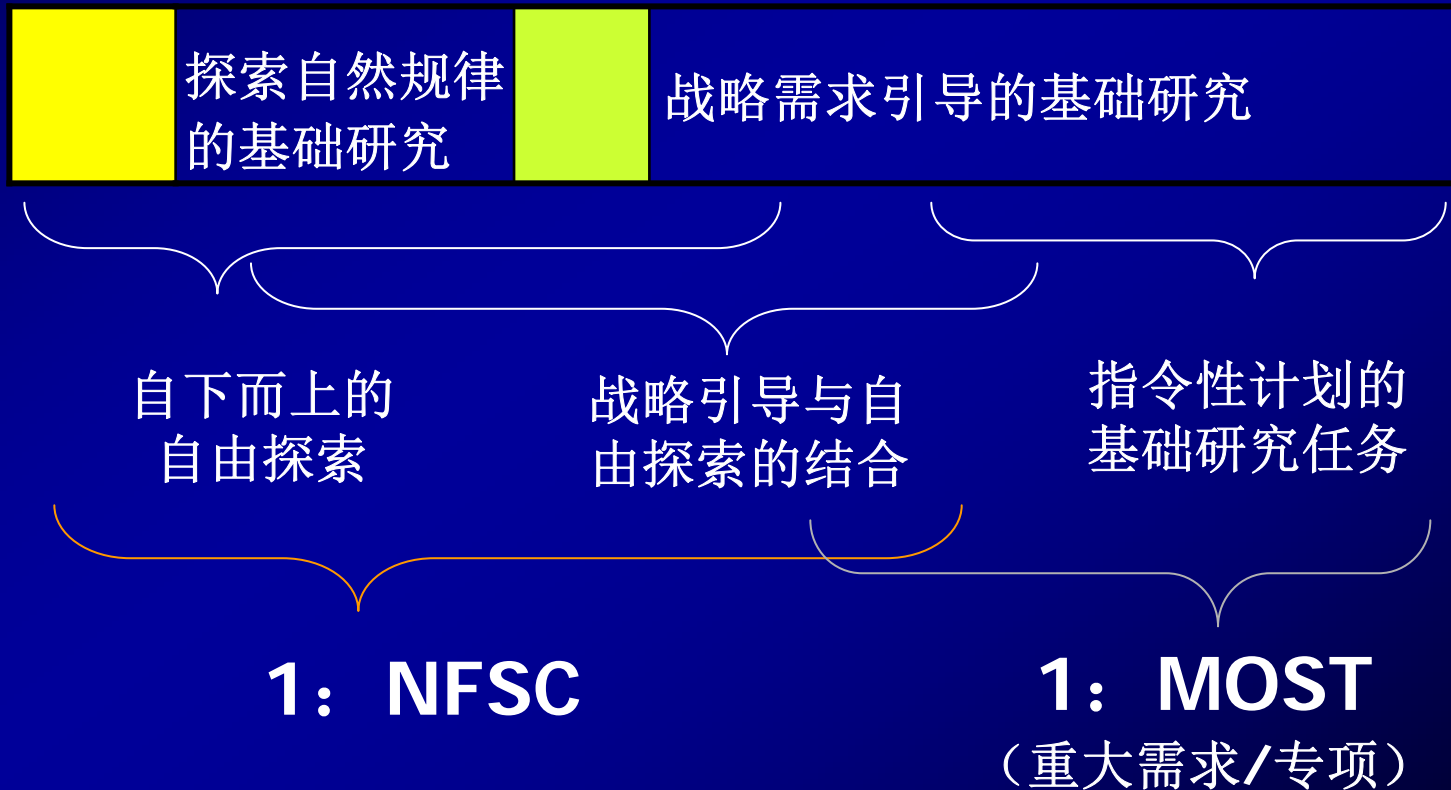 探索自然规律
的基础研究
战略需求引导的基础研究
自下而上的
自由探索
战略引导与自
由探索的结合
指令性计划的
基础研究任务
1：NFSC
1：MOST
（重大需求/专项）